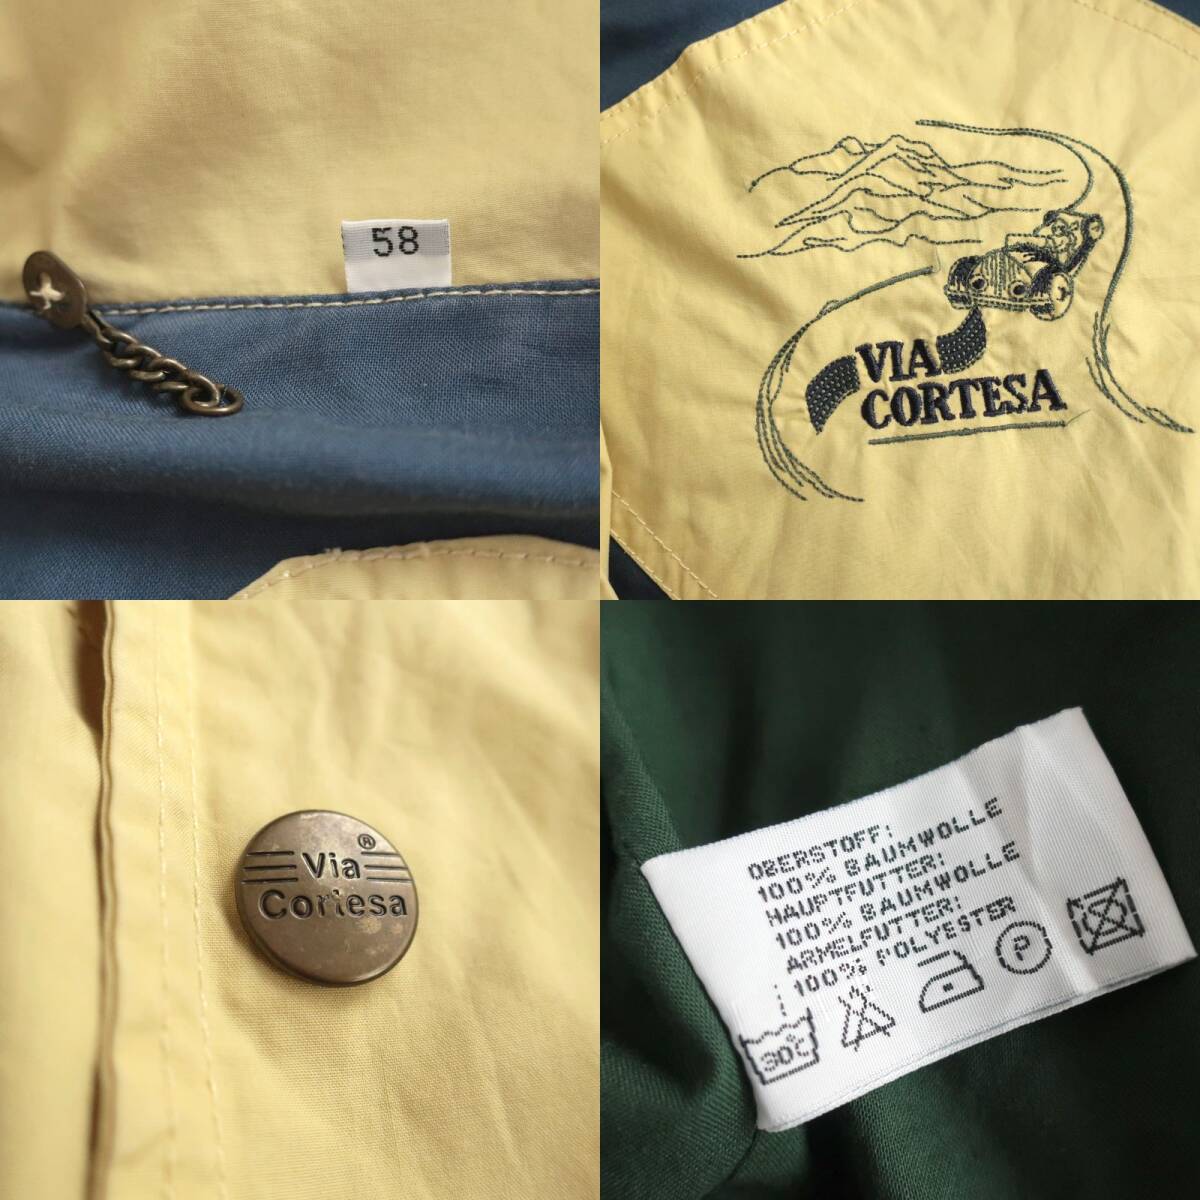 58
VIA
CORTESA
Via ®
Cortesa
OBERSTOFF:
100% BAUMWOLLE
HAUPTFUTTER:
100% BAUMWOLLE
ARMELFUTTER:
100% POLYESTER
30°C
P